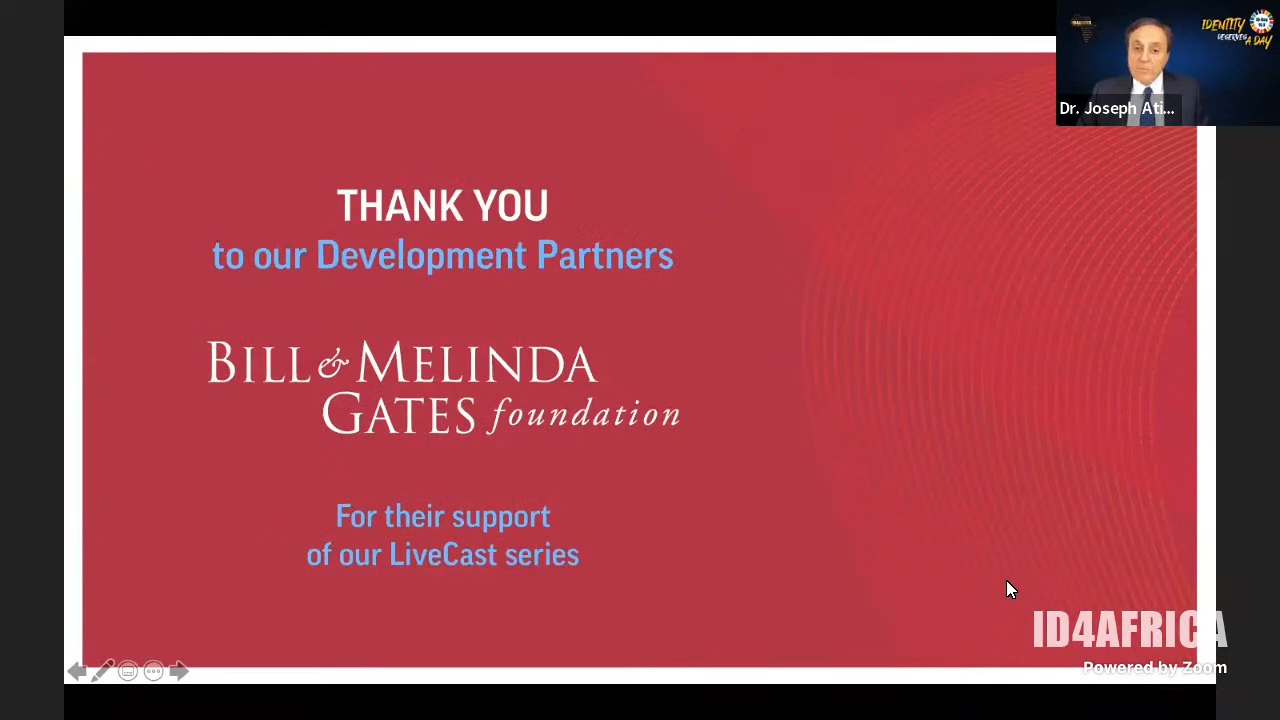 IDENTITY
DESERVES
A DAY
Dr. Joseph Ati...
THANK YOU
to our Development Partners
BILL & MELINDA
GATES foundation
For their support
of our LiveCast series
ID4AFRICA
Powered by Zoom